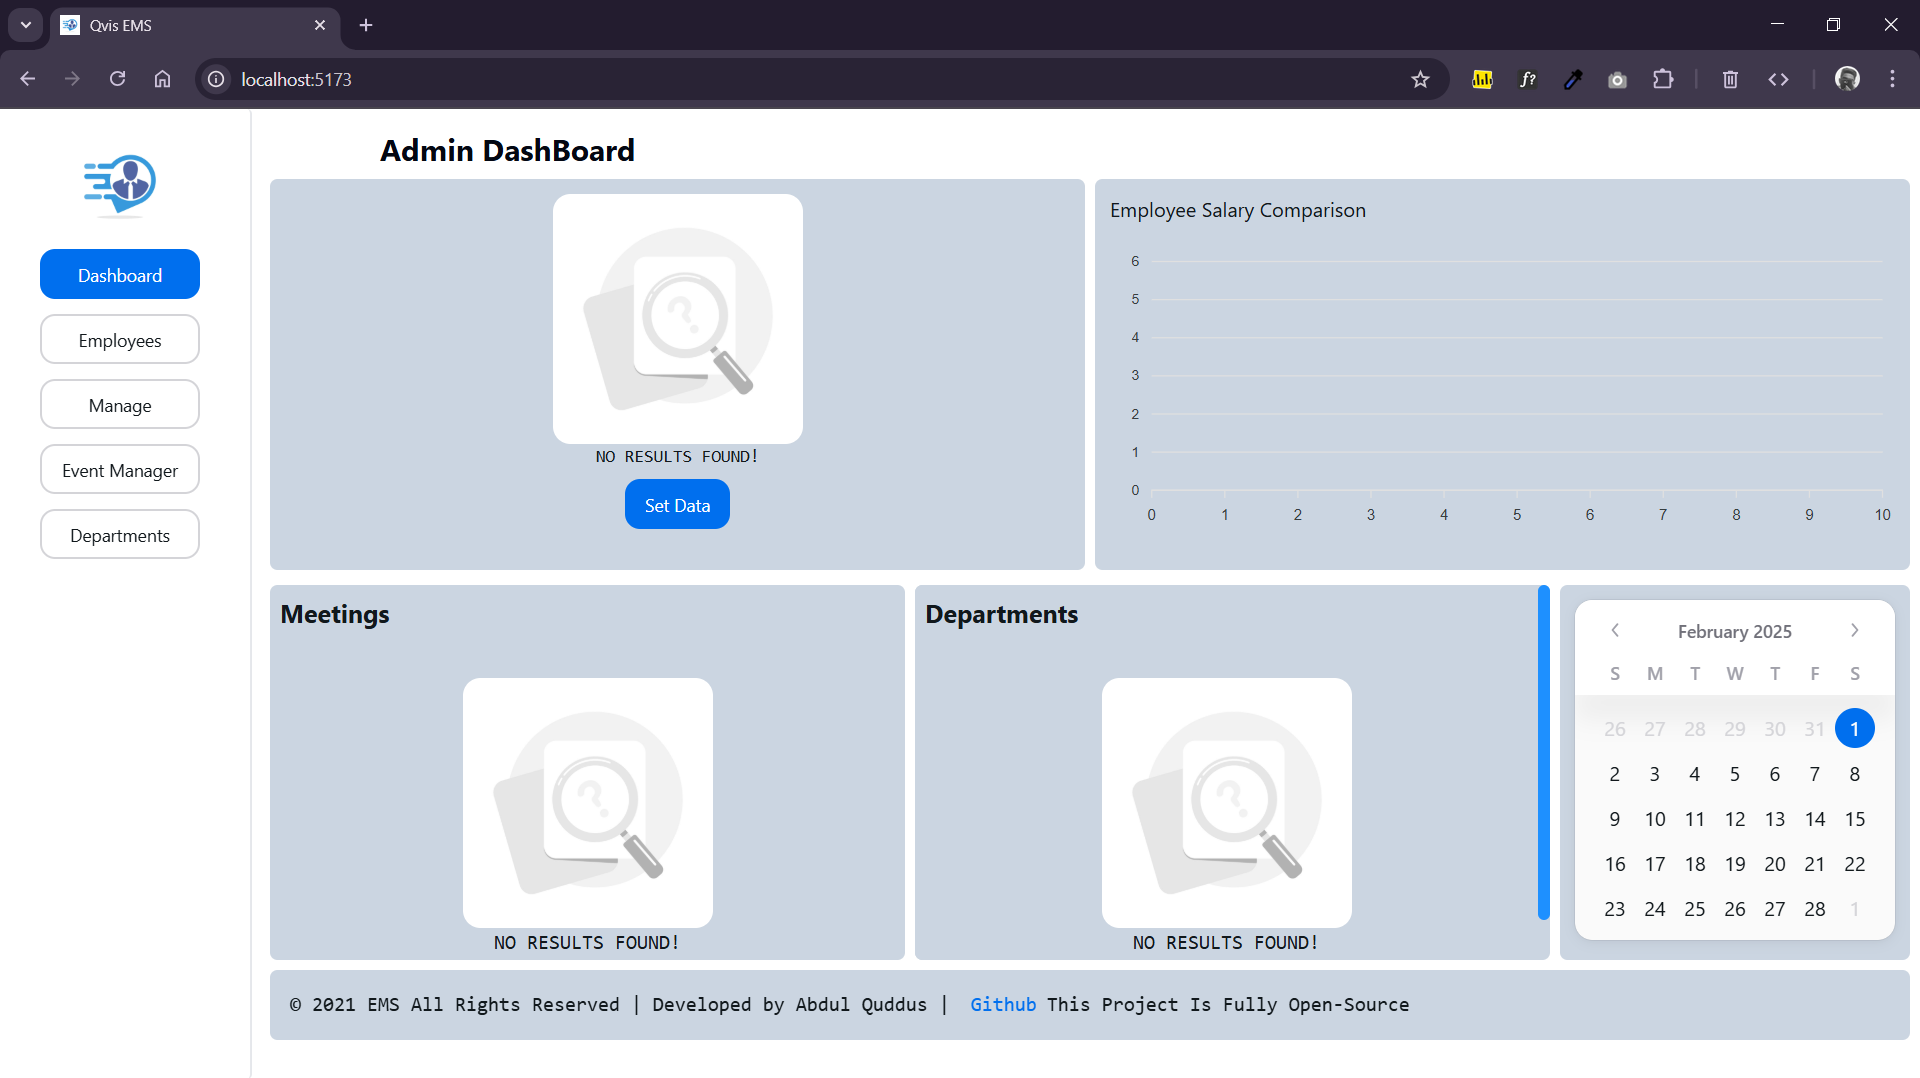 Qvis EMS
localhost:5173
Admin DashBoard
Dashboard
Employees
Manage
Event Manager
Departments
NO RESULTS FOUND!
Set Data
Employee Salary Comparison
6
5
4
3
2
1
0
0 1 2 3 4 5 6 7 8 9 10
Meetings
NO RESULTS FOUND!
Departments
NO RESULTS FOUND!
February 2025
S M T W T F S
26 27 28 29 30 31 1
2 3 4 5 6 7 8
9 10 11 12 13 14 15
16 17 18 19 20 21 22
23 24 25 26 27 28 1
© 2021 EMS All Rights Reserved | Developed by Abdul Quddus | Github This Project Is Fully Open-Source